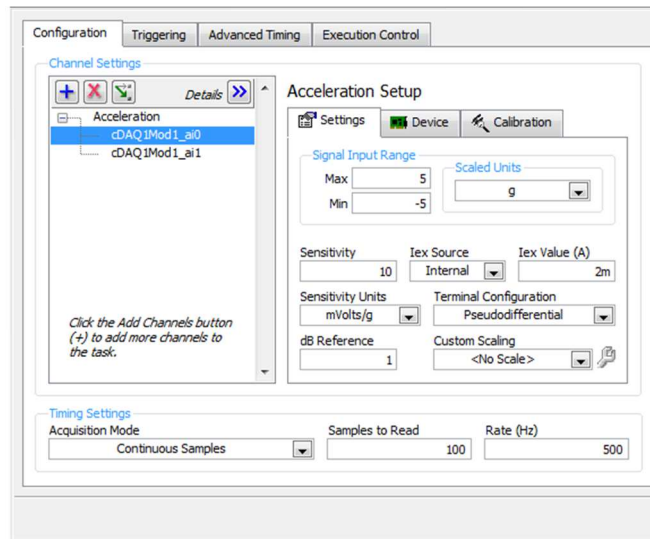 Configuration Triggering Advanced Timing Execution Control
Channel Settings
Details
Acceleration
cDAQ1Mod1_ai0
cDAQ1Mod1_ai1
Click the Add Channels button
(+) to add more channels to
the task.
Acceleration Setup
Settings Device Calibration
Signal Input Range
Max 5
Min -5
Scaled Units
g
Sensitivity Iex Source Iex Value (A)
10 Internal 2m
Sensitivity Units Terminal Configuration
mVolts/g Pseudodifferential
dB Reference Custom Scaling
1 <No Scale>
Timing Settings
Acquisition Mode Samples to Read Rate (Hz)
Continuous Samples 100 500